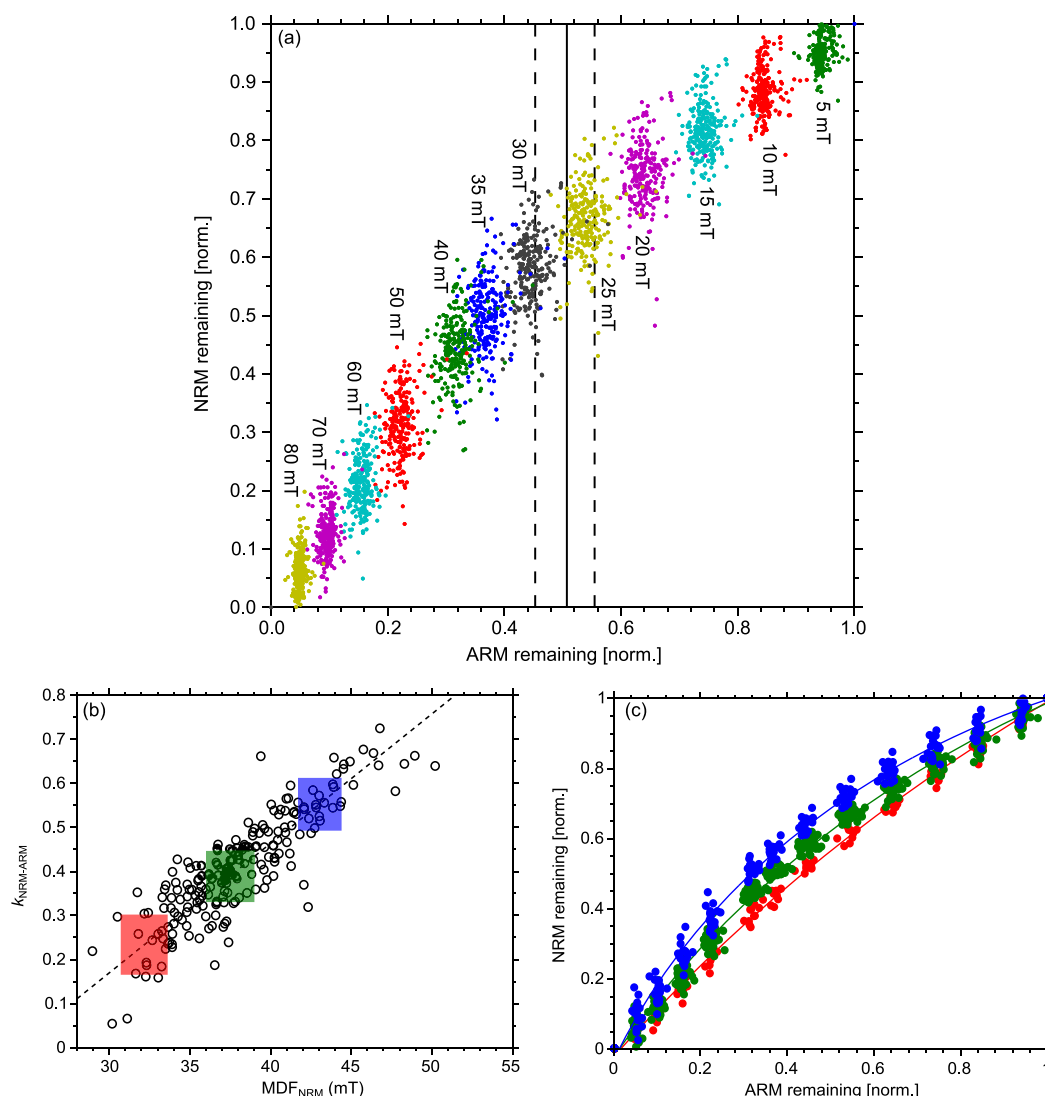 (a)
1.0
0.9
0.8
0.7
0.6
0.5
0.4
0.3
0.2
0.1
0.0
NRM remaining [norm.]
80 mT
70 mT
60 mT
50 mT
40 mT
35 mT
30 mT
25 mT
20 mT
15 mT
10 mT
5 mT
0.0 0.2 0.4 0.6 0.8 1.0
ARM remaining [norm.]
(b)
0.8
0.7
0.6
0.5
0.4
0.3
0.2
0.1
0
kNRM-ARM
30 35 40 45 50 55
MDFNRM (mT)
(c)
1
0.8
0.6
0.4
0.2
0
NRM remaining [norm.]
0 0.2 0.4 0.6 0.8 1
ARM remaining [norm.]